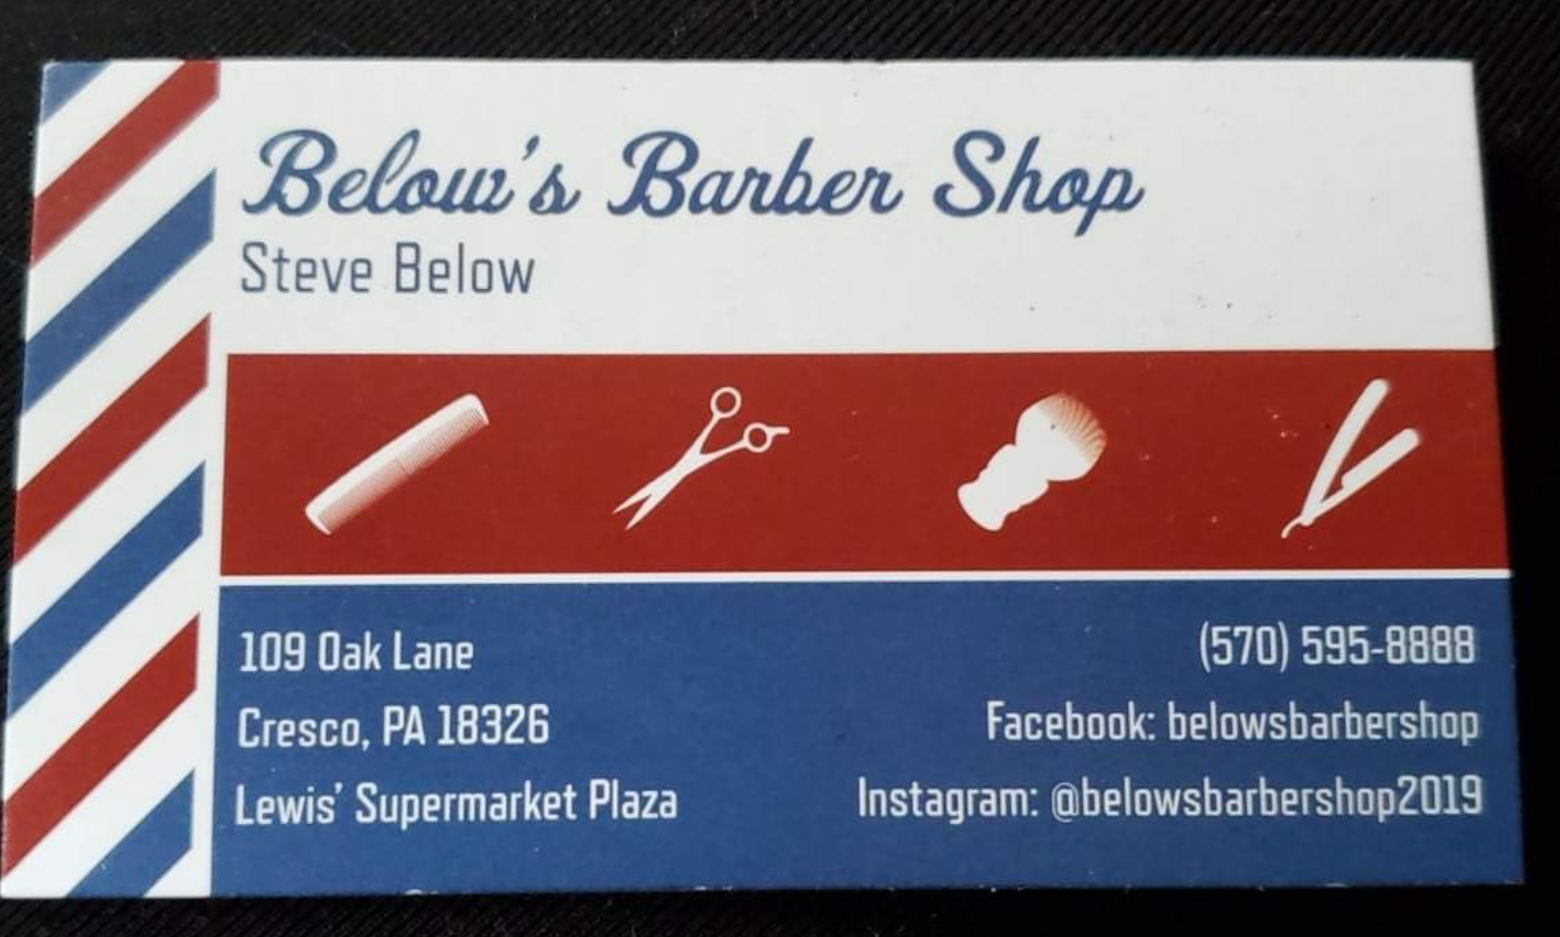 Below's Barber Shop
Steve Below
109 Oak Lane
Cresco, PA 18326
Lewis' Supermarket Plaza
(570) 595-8888
Facebook: belowsbarbershop
Instagram: @belowsbarbershop2019